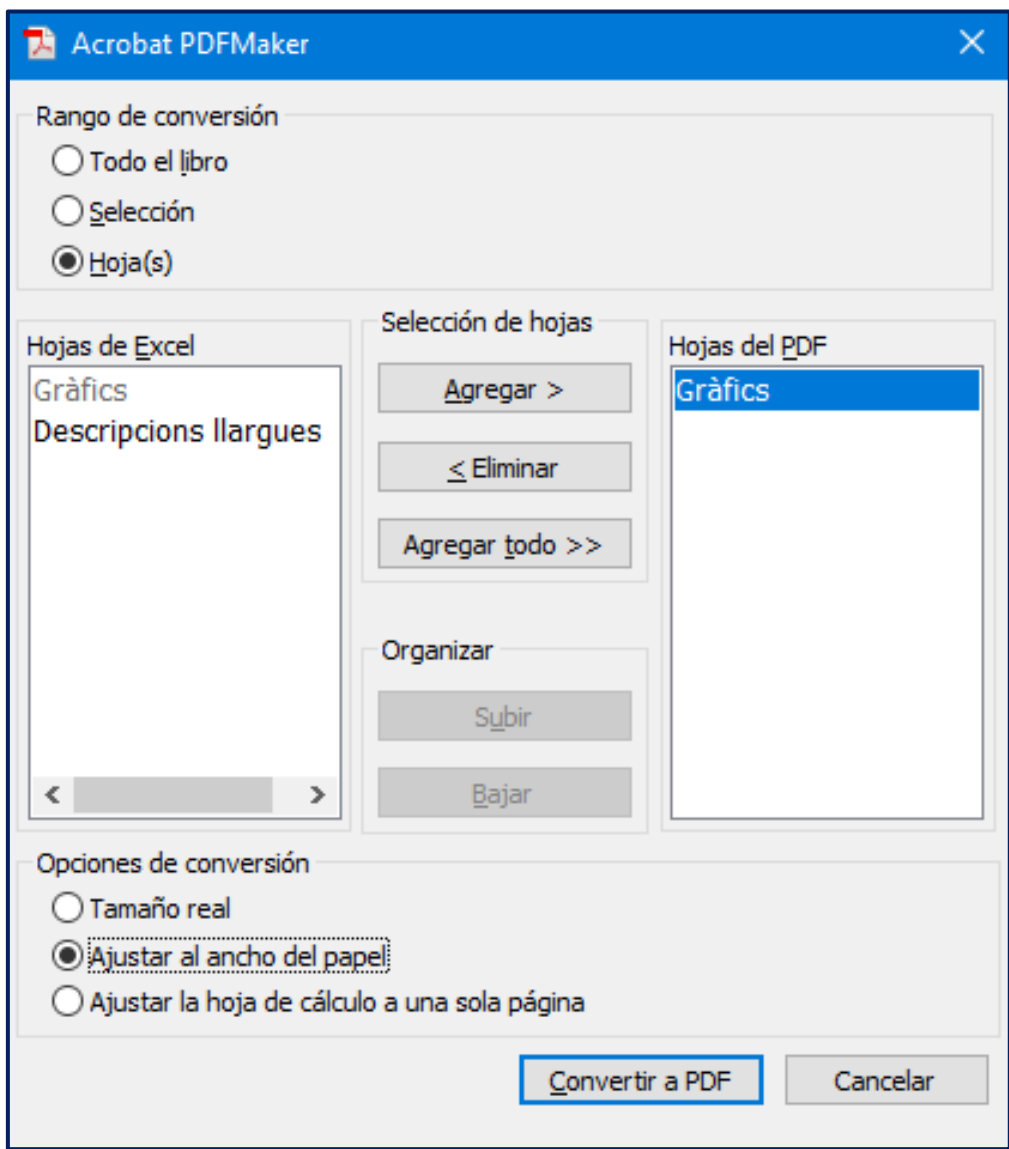 Acrobat PDFMaker
Rango de conversión
Todo el libro
Selección
Hoja(s)
Hojas de Excel
Gràfics
Descripcions llargues
Selección de hojas
Agregar >
< Eliminar
Agregar todo >>
Organizar
Subir
Bajar
Hojas del PDF
Gràfics
Opciones de conversión
Tamaño real
Ajustar al ancho del papel
Ajustar la hoja de cálculo a una sola página
Convertir a PDF
Cancelar